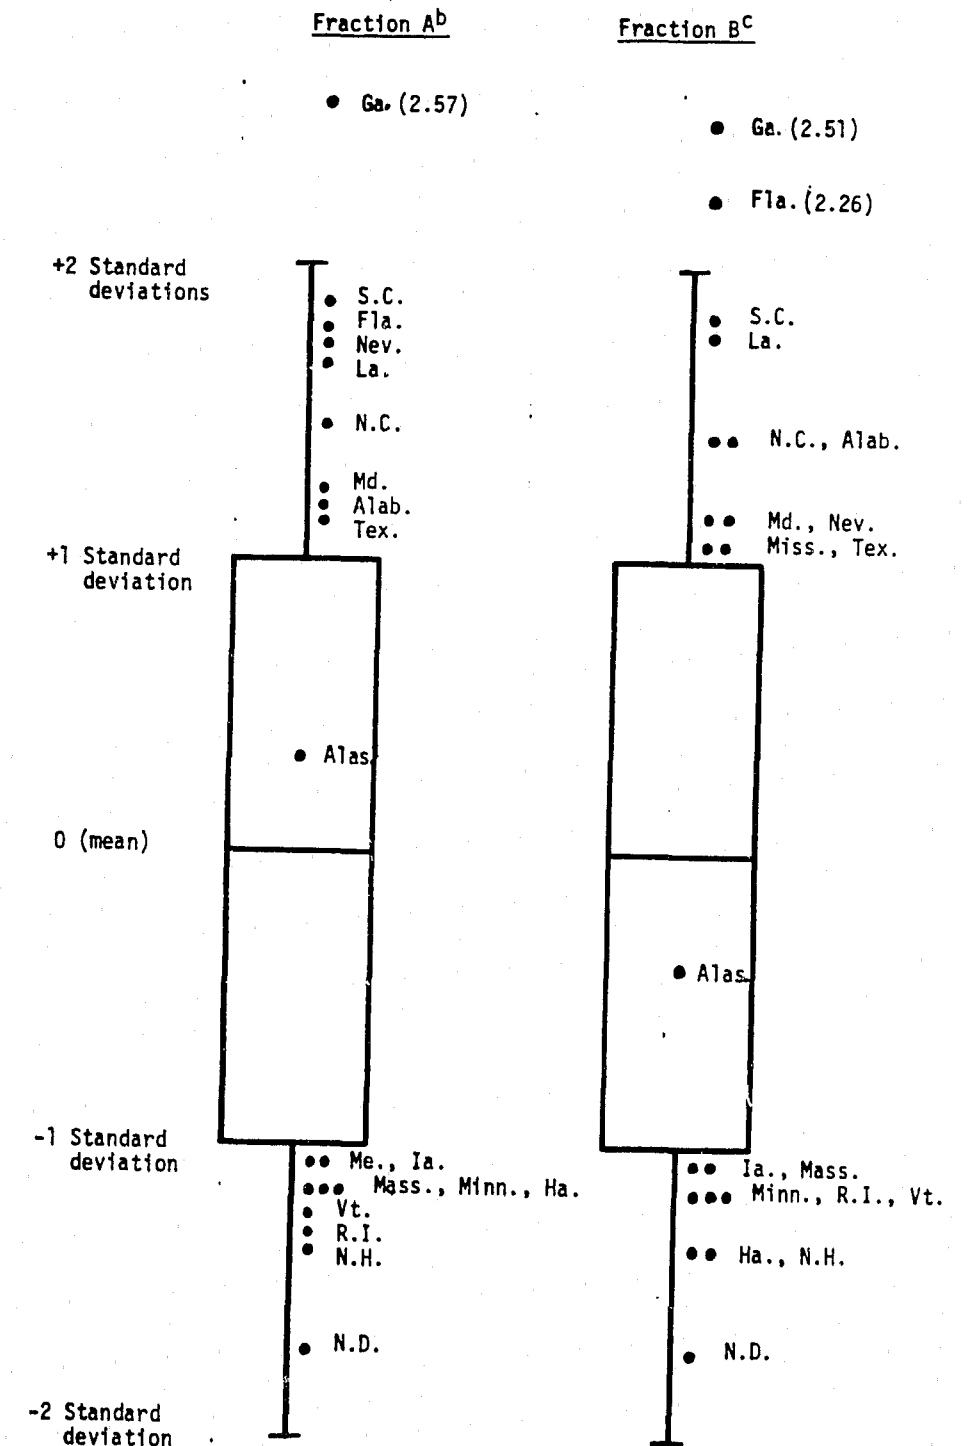 Fraction Aᵇ
Fraction Bᶜ
Ga. (2.57)
Ga. (2.51)
Fla. (2.26)
+2 Standard
deviations
S.C.
Fla.
Nev.
La.
S.C.
La.
N.C.
N.C., Alab.
Md.
Alab.
Tex.
Md., Nev.
Miss., Tex.
+1 Standard
deviation
Alas.
0 (mean)
Alas.
-1 Standard
deviation
Me., Ia.
Mass., Minn., Ha.
Vt.
R.I.
N.H.
Ia., Mass.
Minn., R.I., Vt.
Ha., N.H.
N.D.
N.D.
-2 Standard
deviation